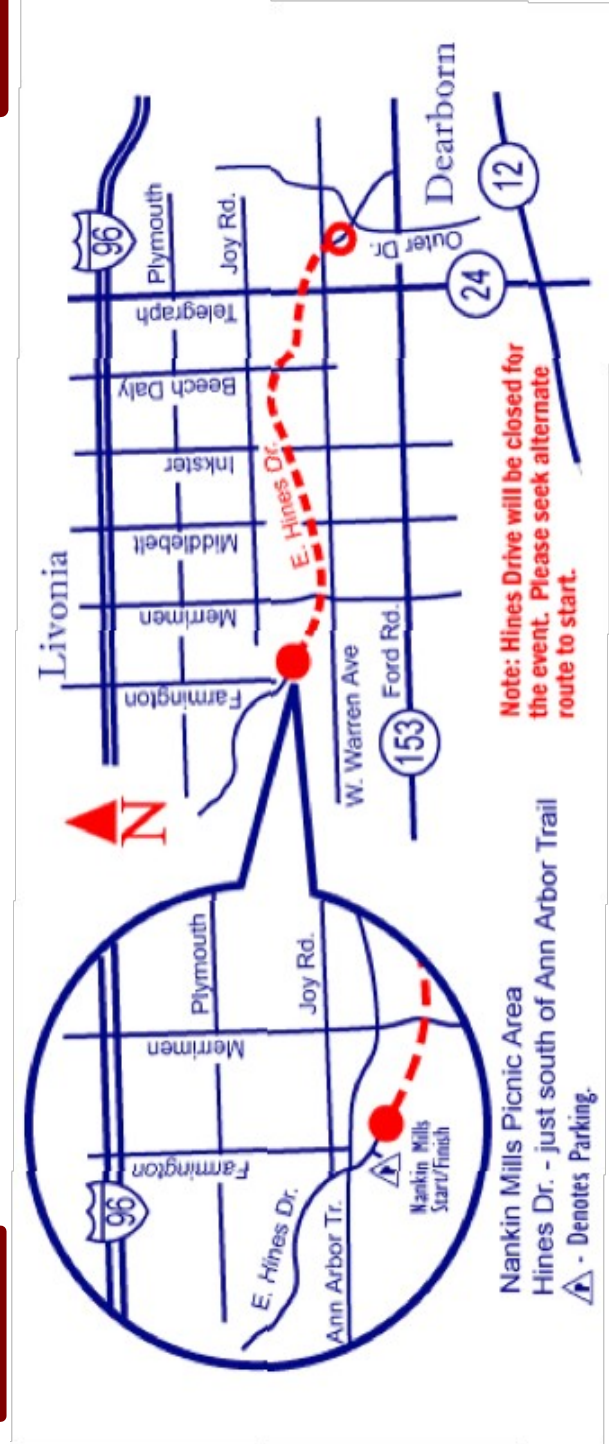 Livonia
96
Farmington
Merrimen
Middlebelt
Inkster
Beech Daly
Telegraph
Plymouth
Joy Rd.
E. Hines Dr.
W. Warren Ave
Ford Rd.
153
Outer Dr.
24
Dearborn
12
N
96
Farmington
Merrimen
Plymouth
Joy Rd.
E. Hines Dr.
Ann Arbor Tr.
P
Nankin Mills
Start/Finish
Nankin Mills Picnic Area
Hines Dr. - just south of Ann Arbor Trail
P - Denotes Parking.
Note: Hines Drive will be closed for
the event. Please seek alternate
route to start.